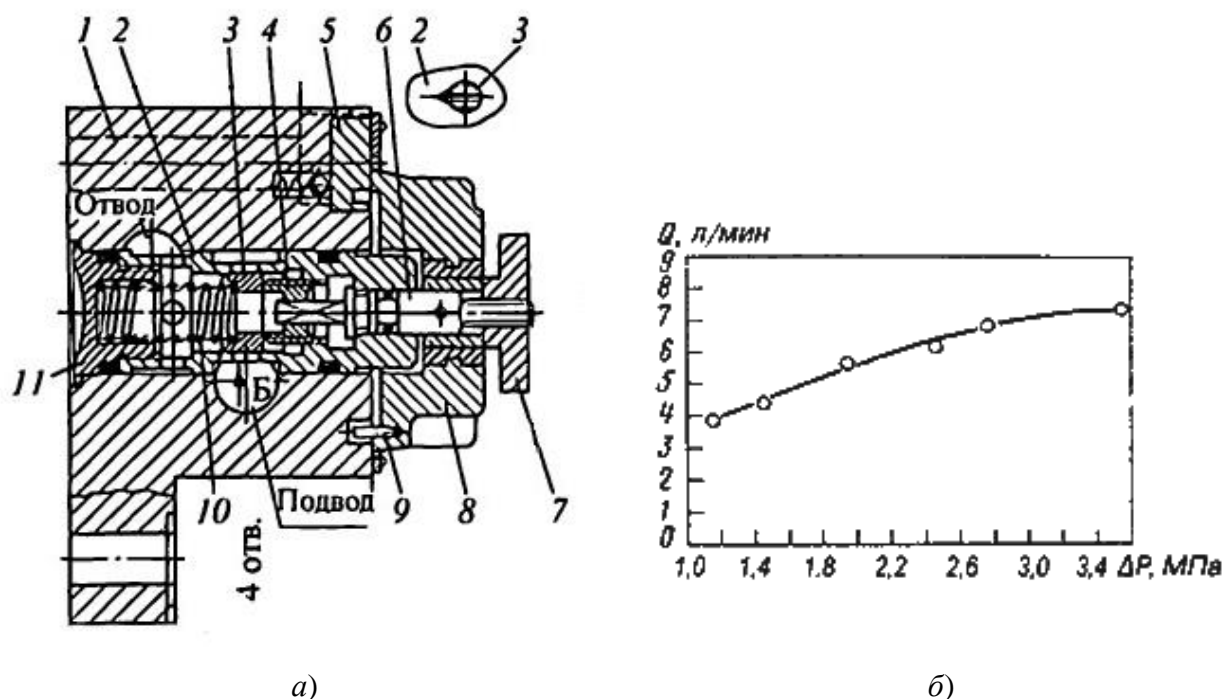 1 2 3 4 5 6 2 3
Отвод
Б
11
Подвод
10 9 8 7
4 отв.
а)
Q, л/мин
9
8
7
6
5
4
3
2
1
0
1,0 1,4 1,8 2,2 2,6 3,0 3,4 ΔP, МПа
б)